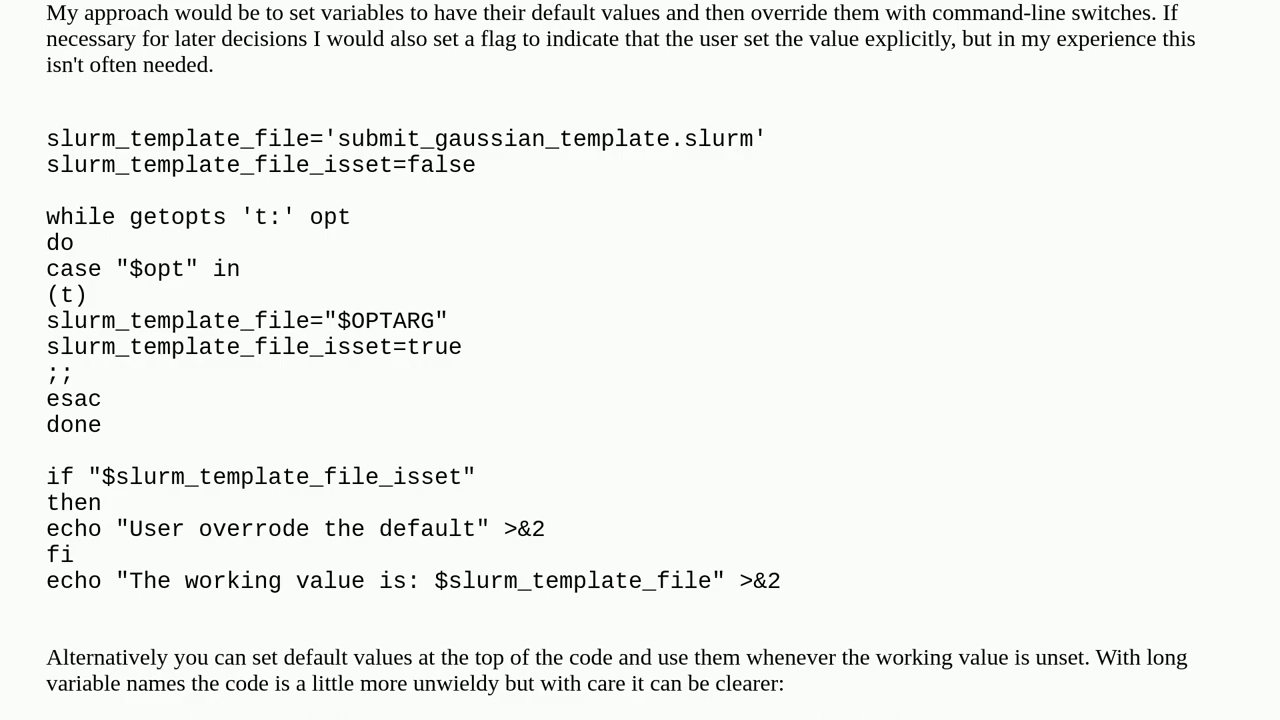 My approach would be to set variables to have their default values and then override them with command-line switches. If
necessary for later decisions I would also set a flag to indicate that the user set the value explicitly, but in my experience this
isn't often needed.
slurm_template_file='submit_gaussian_template.slurm'
slurm_template_file_isset=false
while getopts 't:' opt
do
case "$opt" in
(t)
slurm_template_file="$OPTARG"
slurm_template_file_isset=true
;;
esac
done
if "$slurm_template_file_isset"
then
echo "User overrode the default" >&2
fi
echo "The working value is: $slurm_template_file" >&2
Alternatively you can set default values at the top of the code and use them whenever the working value is unset. With long
variable names the code is a little more unwieldy but with care it can be clearer: